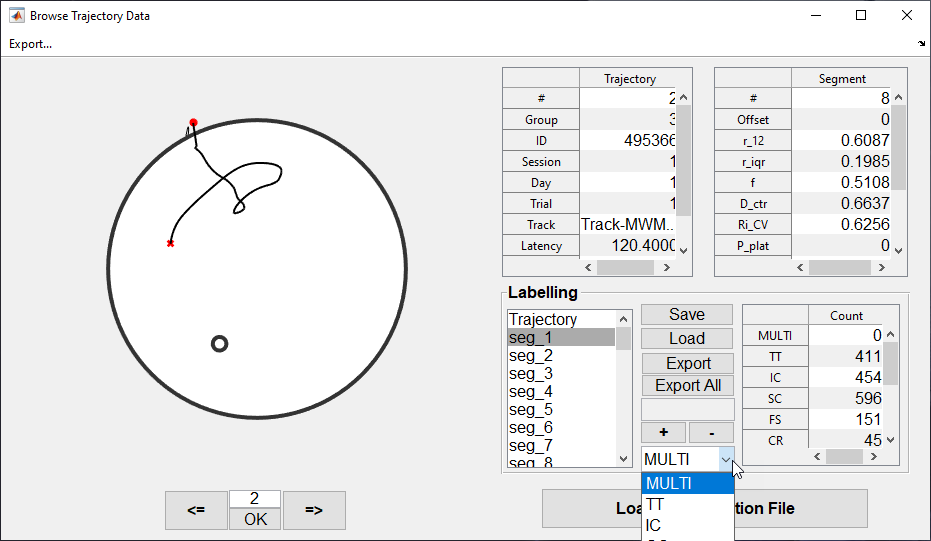 Browse Trajectory Data
Export...
Trajectory
# 2
Group 3
ID 495366
Session 1
Day 1
Trial 1
Track Track-MWM...
Latency 120.4000
Segment
# 8
Offset 0
r_12 0.6087
r_iqr 0.1985
f 0.5108
D_ctr 0.6637
Ri_CV 0.6256
P_plat 0
Labelling
Trajectory
seg_1
seg_2
seg_3
seg_4
seg_5
seg_6
seg_7
seg_8
Save
Load
Export
Export All
+ -
MULTI
MULTI
TT
IC
Count
MULTI 0
TT 411
IC 454
SC 596
FS 151
CR 45
<= 2 =>
OK
File